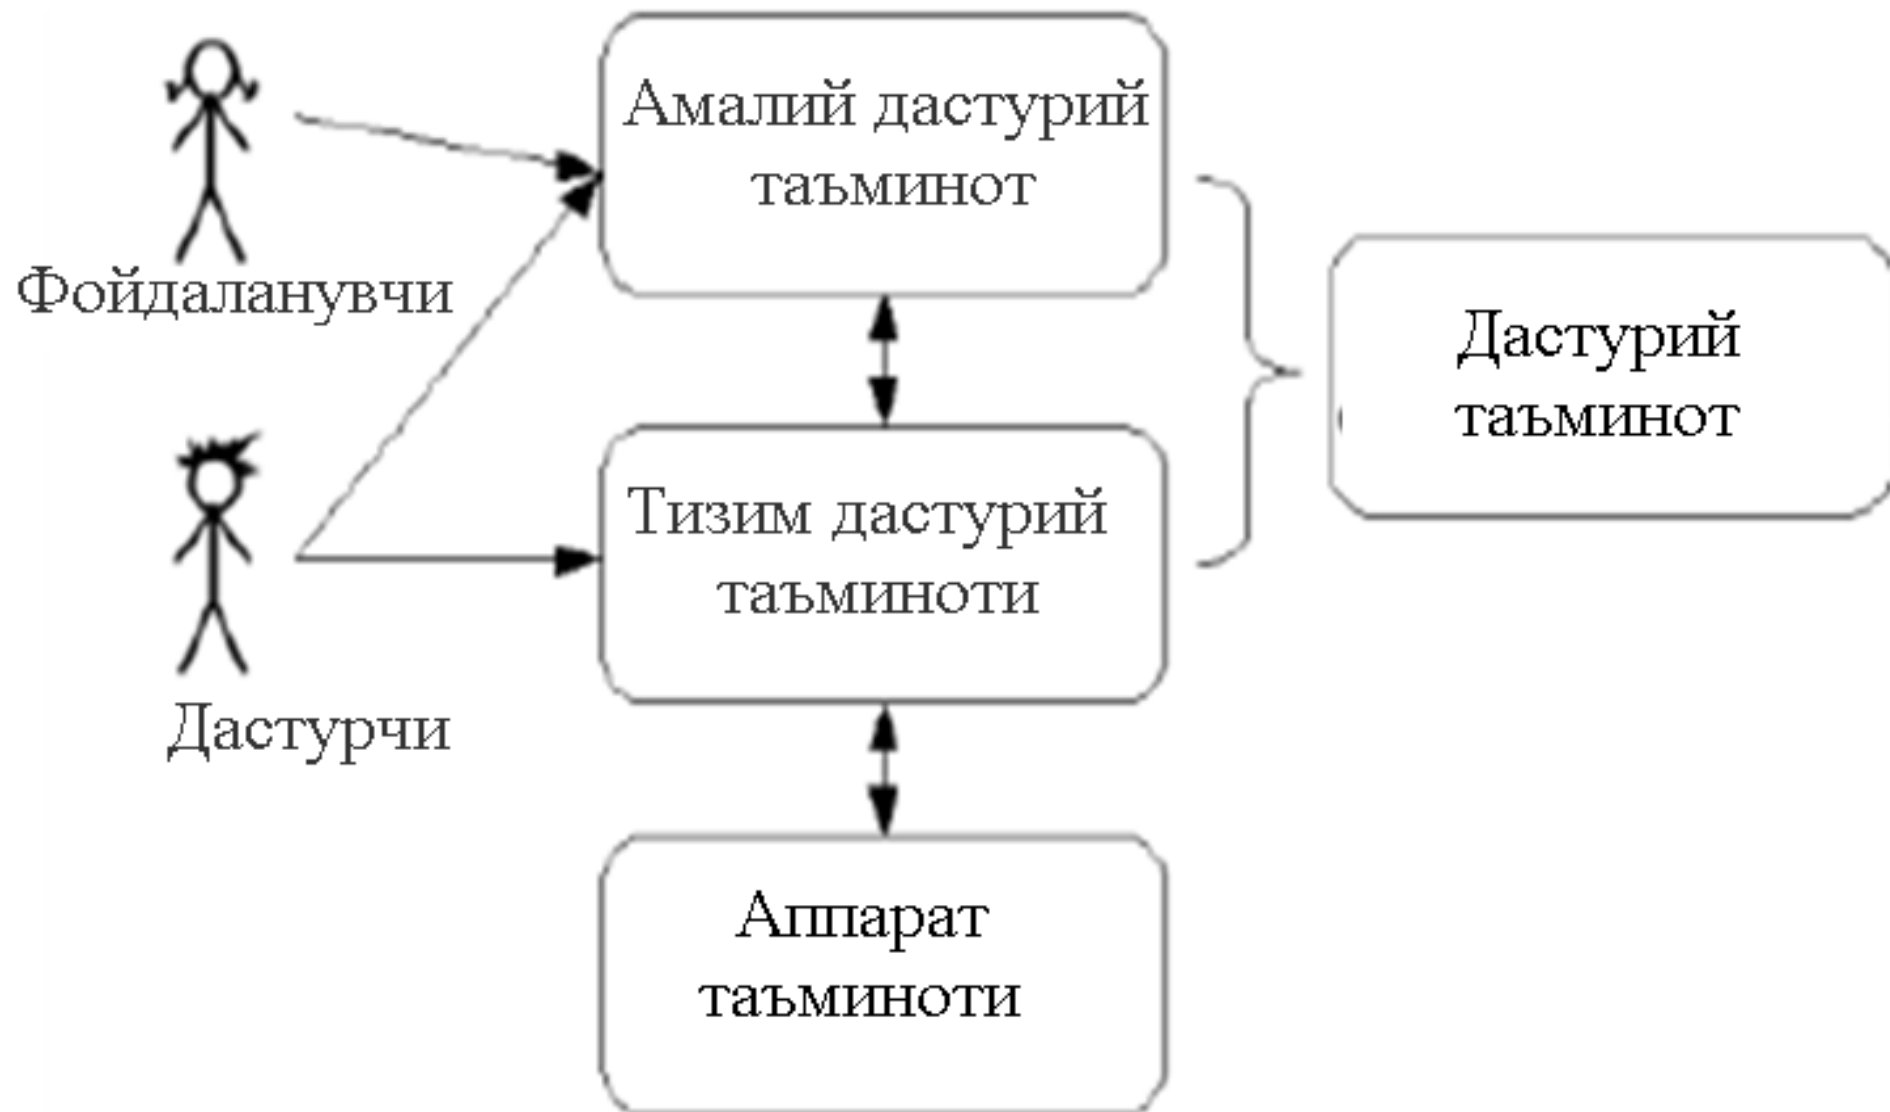 Амалий дастурий
таъминот
Фойдаланувчи
Дастурий
таъминот
Тизим дастурий
таъминоти
Дастурчи
Аппарат
таъминоти